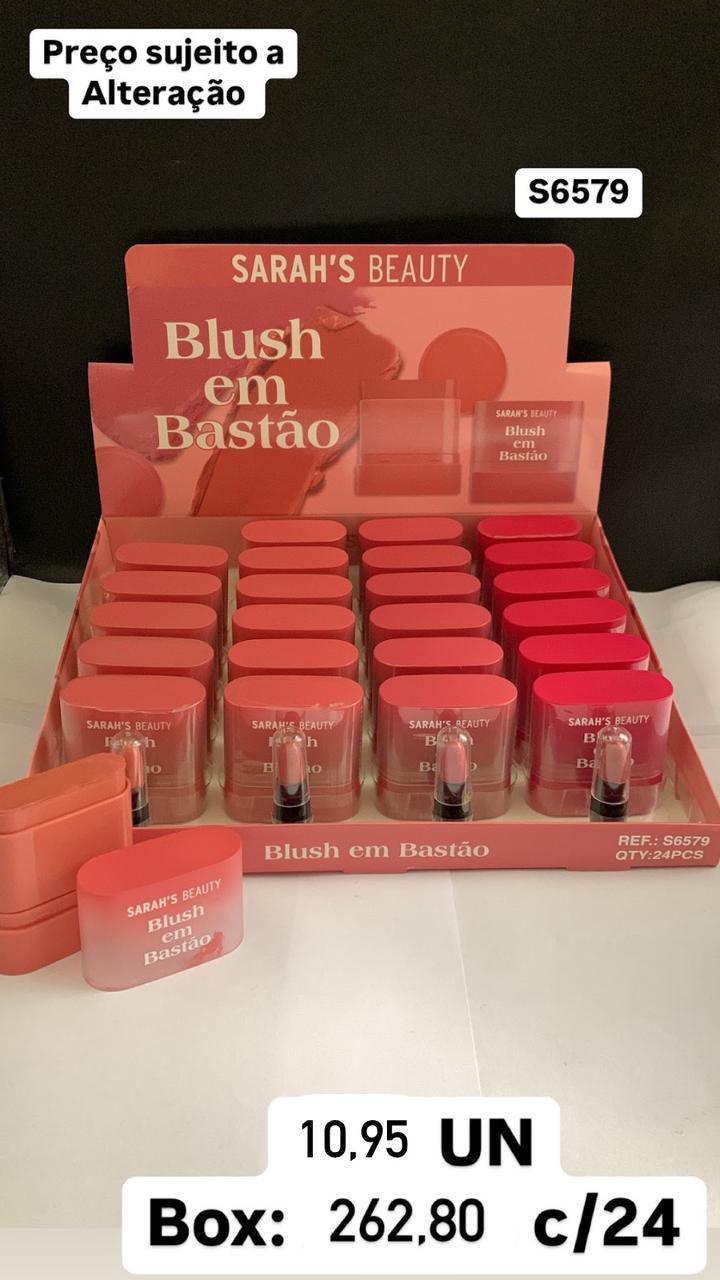 Preço sujeito a
Alteração
S6579
SARAH'S BEAUTY
Blush
em
Bastão
SARAH'S BEAUTY
Blush
em
Bastão
SARAH'S BEAUTY
SARAH'S BEAUTY
SARAH'S BEAUTY
SARAH'S BEAUTY
Blush em Bastão
REF.: S6579
QTY:24PCS
SARAH'S BEAUTY
Blush
em
Bastão
10,95 UN
Box: 262,80 c/24